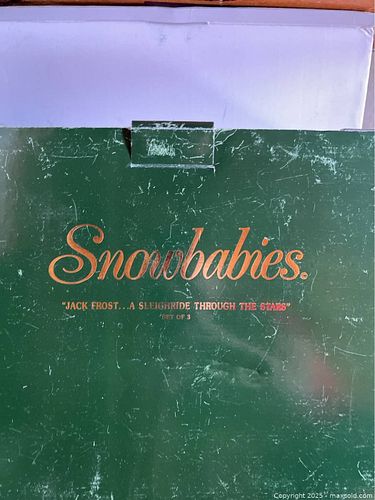 Snowbabies.
"JACK FROST...A SLEIGHRIDE THROUGH THE STARS"
SET OF 3
Copyright 2025 - maxsold.com